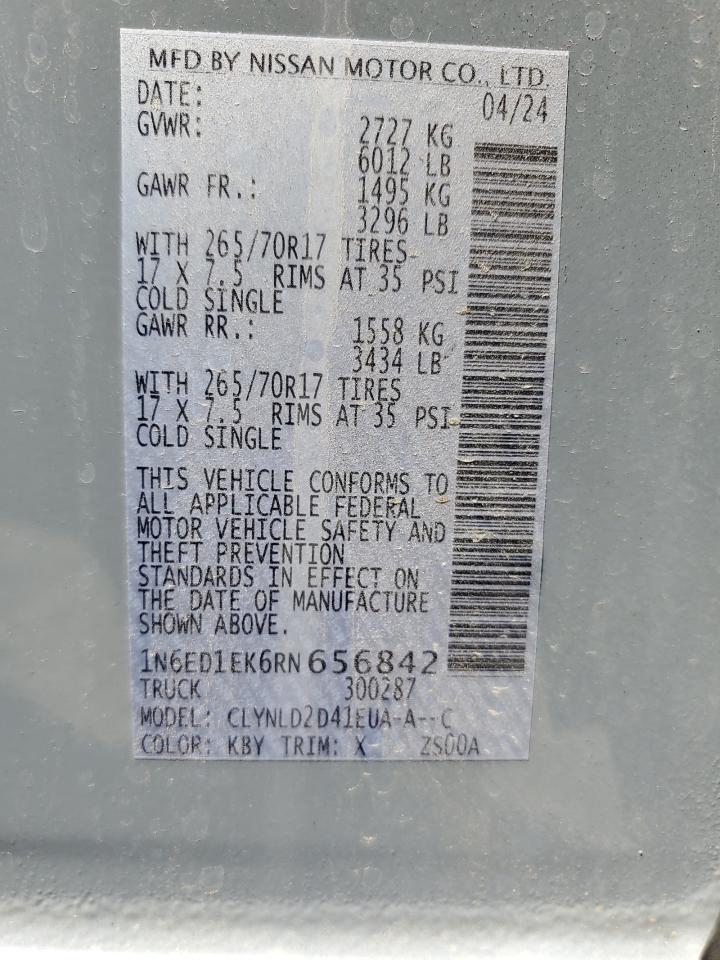 MFD BY NISSAN MOTOR CO., LTD.
DATE: 04/24
GVWR: 2727 KG
6012 LB
GAWR FR.: 1495 KG
3296 LB
WITH 265/70R17 TIRES
17 X 7.5 RIMS AT 35 PSI
COLD SINGLE
GAWR RR.: 1558 KG
3434 LB
WITH 265/70R17 TIRES
17 X 7.5 RIMS AT 35 PSI
COLD SINGLE
THIS VEHICLE CONFORMS TO
ALL APPLICABLE FEDERAL
MOTOR VEHICLE SAFETY AND
THEFT PREVENTION
STANDARDS IN EFFECT ON
THE DATE OF MANUFACTURE
SHOWN ABOVE.
1N6ED1EK6RN656842
TRUCK 300287
MODEL: CLYNLD2D41EUA-A--C
COLOR: KBY TRIM: X ZS00A